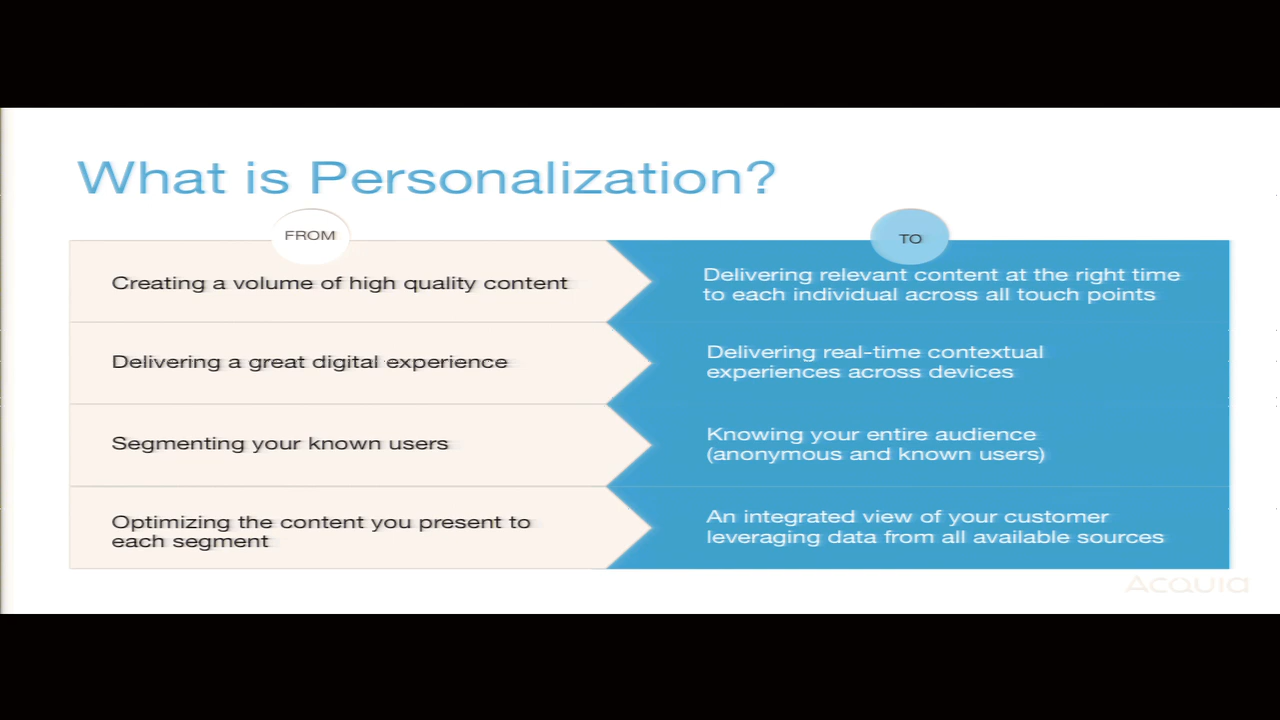 What is Personalization?
FROM
TO
Creating a volume of high quality content
Delivering relevant content at the right time
to each individual across all touch points
Delivering a great digital experience
Delivering real-time contextual
experiences across devices
Segmenting your known users
Knowing your entire audience
(anonymous and known users)
Optimizing the content you present to
each segment
An integrated view of your customer
leveraging data from all available sources
Acquia